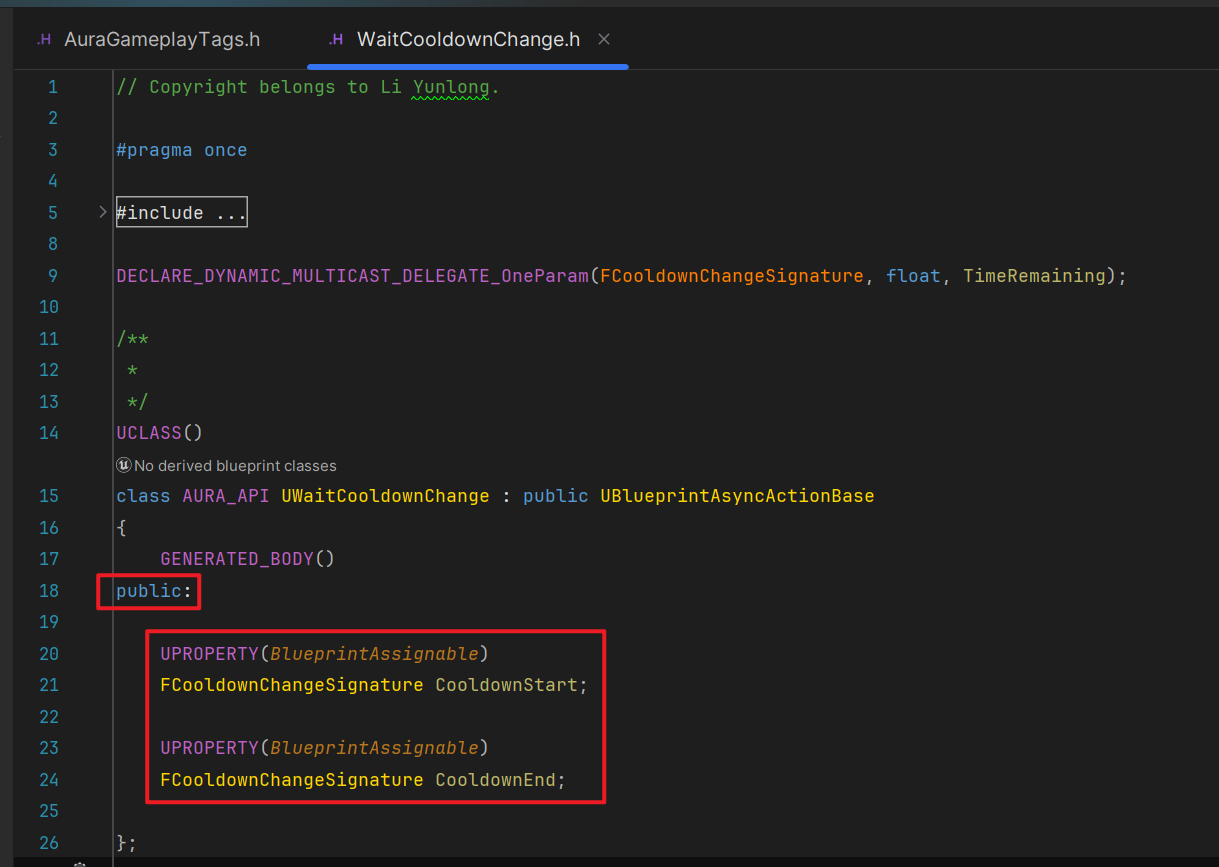 .H AuraGameplayTags.h .H WaitCooldownChange.h ×
1 // Copyright belongs to Li Yunlong.
2
3 #pragma once
4
5 #include ...
8
9 DECLARE_DYNAMIC_MULTICAST_DELEGATE_OneParam(FCooldownChangeSignature, float, TimeRemaining);
10
11 /**
12  *
13  */
14 UCLASS()
No derived blueprint classes
15 class AURA_API UWaitCooldownChange : public UBlueprintAsyncActionBase
16 {
17     GENERATED_BODY()
18 public:
19
20     UPROPERTY(BlueprintAssignable)
21     FCooldownChangeSignature CooldownStart;
22
23     UPROPERTY(BlueprintAssignable)
24     FCooldownChangeSignature CooldownEnd;
25
26 };